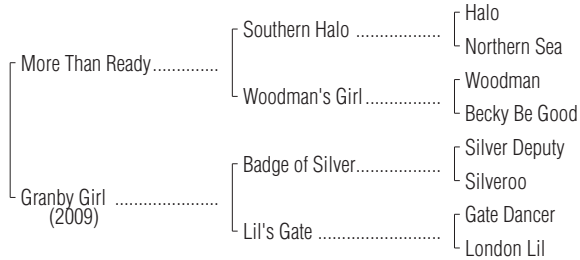 Halo
Southern Halo ..................
Northern Sea
More Than Ready..............
Woodman
Woodman's Girl................
Becky Be Good
Silver Deputy
Badge of Silver..................
Silveroo
Granby Girl ......................
(2009)
Gate Dancer
Lil's Gate ..........................
London Lil